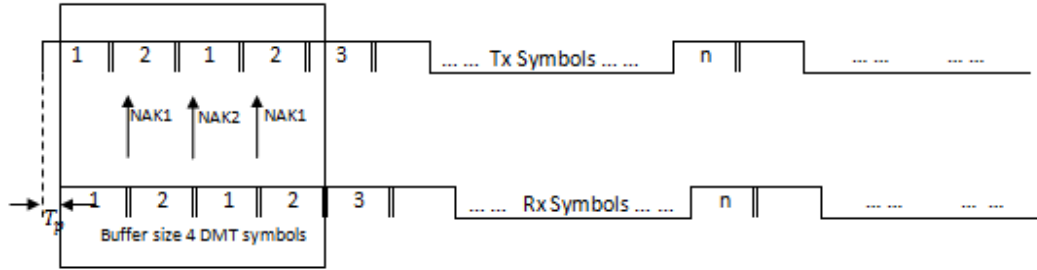 1 2 1 2 3 ... ... Tx Symbols ... ... n ... ... ... ...
NAK1 NAK2 NAK1
1 2 1 2 3 ... ... Rx Symbols ... ... n ... ... ... ...
Tp
Buffer size 4 DMT symbols